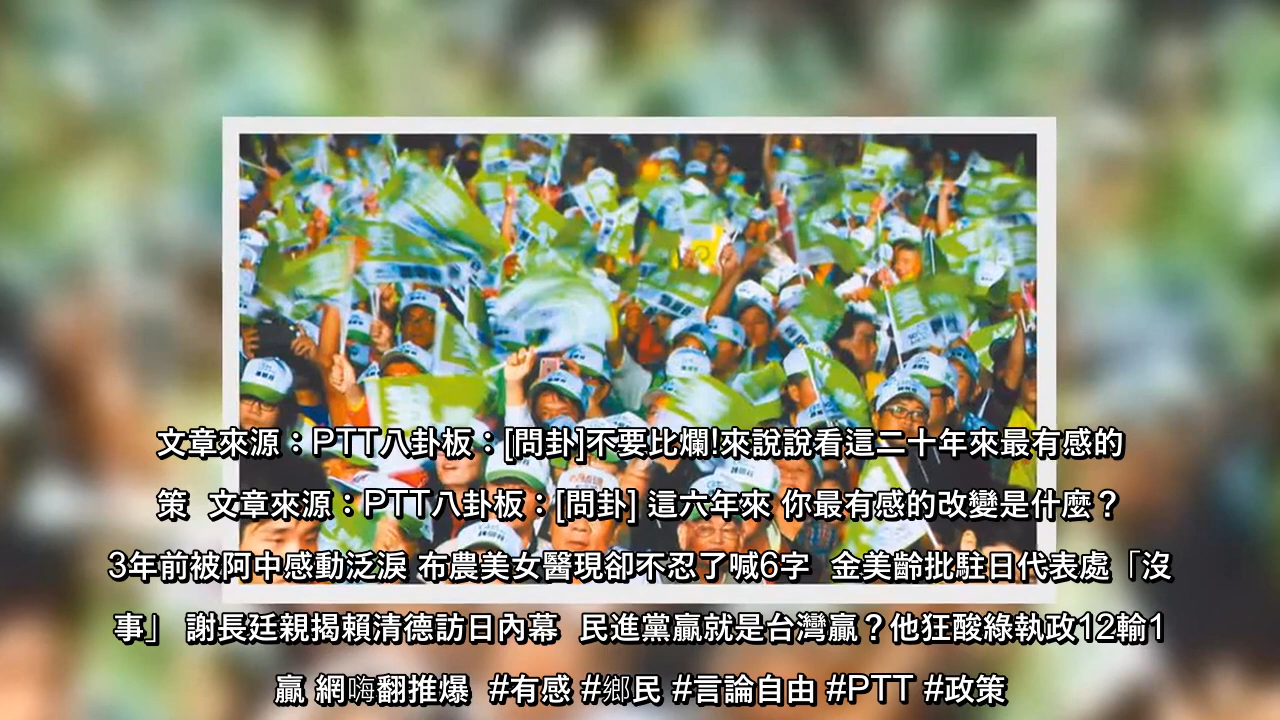 文章來源：PTT八卦板：[問卦]不要比爛!來說說看這二十年來最有感的
策 文章來源：PTT八卦板：[問卦] 這六年來 你最有感的改變是什麼？
3年前被阿中感動泛淚 布農美女醫現卻不忍了喊6字 金美齡批駐日代表處「沒
事」 謝長廷親揭賴清德訪日內幕 民進黨贏就是台灣贏？他狂酸綠執政12輸1
贏 網嗨翻推爆 #有感 #鄉民 #言論自由 #PTT #政策